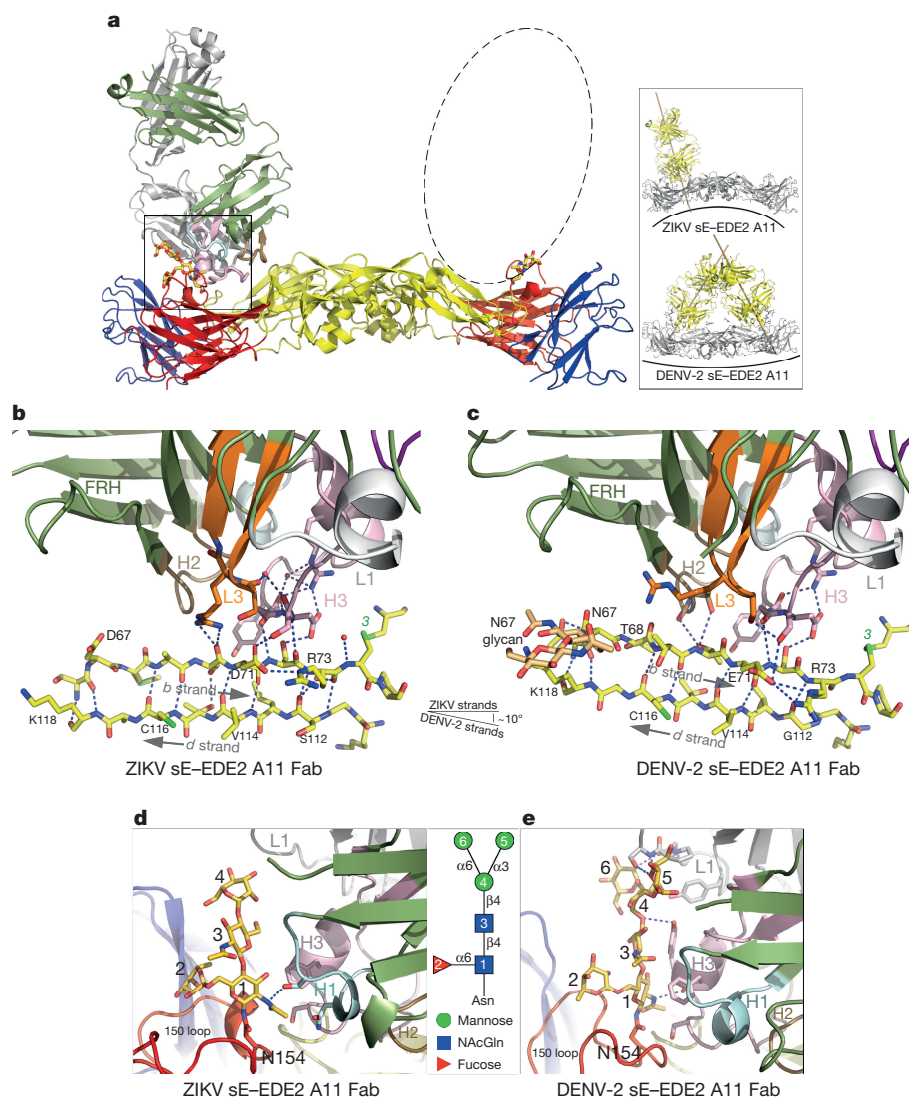 a
ZIKV sE–EDE2 A11
DENV-2 sE–EDE2 A11
b
FRH
H2
L3
L1
H3
D67
3
D71
R73
b strand
K118
C116
V114
S112
d strand
ZIKV sE–EDE2 A11 Fab
ZIKV strands
DENV-2 strands
~10°
c
FRH
H2
L3
L1
H3
N67
glycan
N67
T68
3
E71
R73
b strand
K118
C116
V114
G112
d strand
DENV-2 sE–EDE2 A11 Fab
d
L1
4
3
2
1
H3
H1
H2
150 loop
N154
ZIKV sE–EDE2 A11 Fab
6
5
α6
α3
4
β4
3
β4
2
α6
1
Asn
Mannose
NAcGln
Fucose
e
L1
6
5
4
3
2
1
H3
H1
H2
150 loop
N154
DENV-2 sE–EDE2 A11 Fab